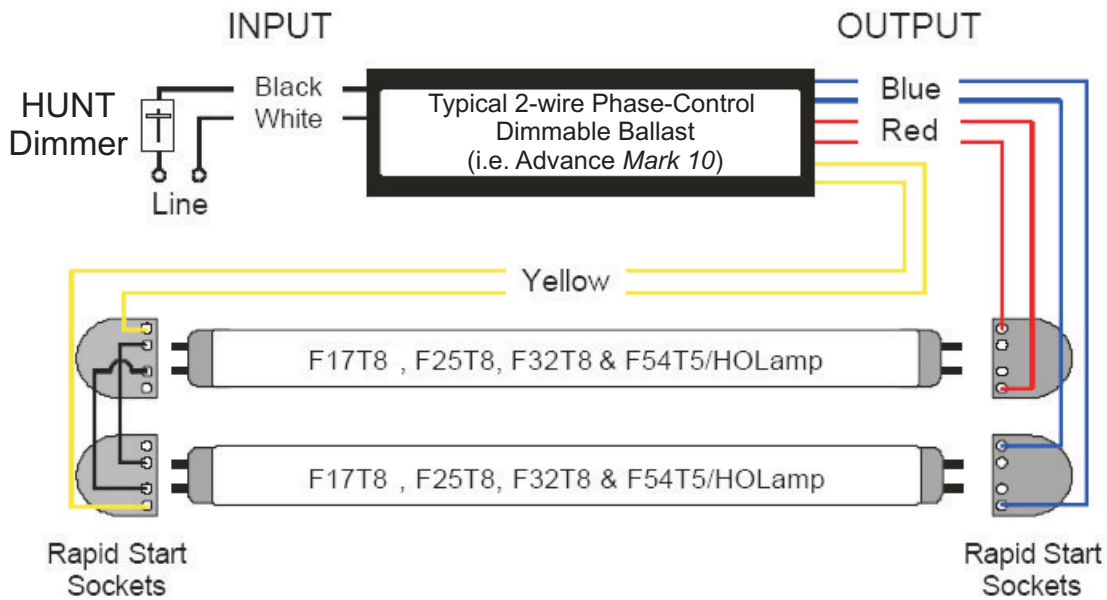 INPUT
OUTPUT
HUNT
Dimmer
Black
White
Line
Typical 2-wire Phase-Control
Dimmable Ballast
(i.e. Advance Mark 10)
Blue
Red
Yellow
F17T8 , F25T8, F32T8 & F54T5/HOLamp
F17T8 , F25T8, F32T8 & F54T5/HOLamp
Rapid Start
Sockets
Rapid Start
Sockets